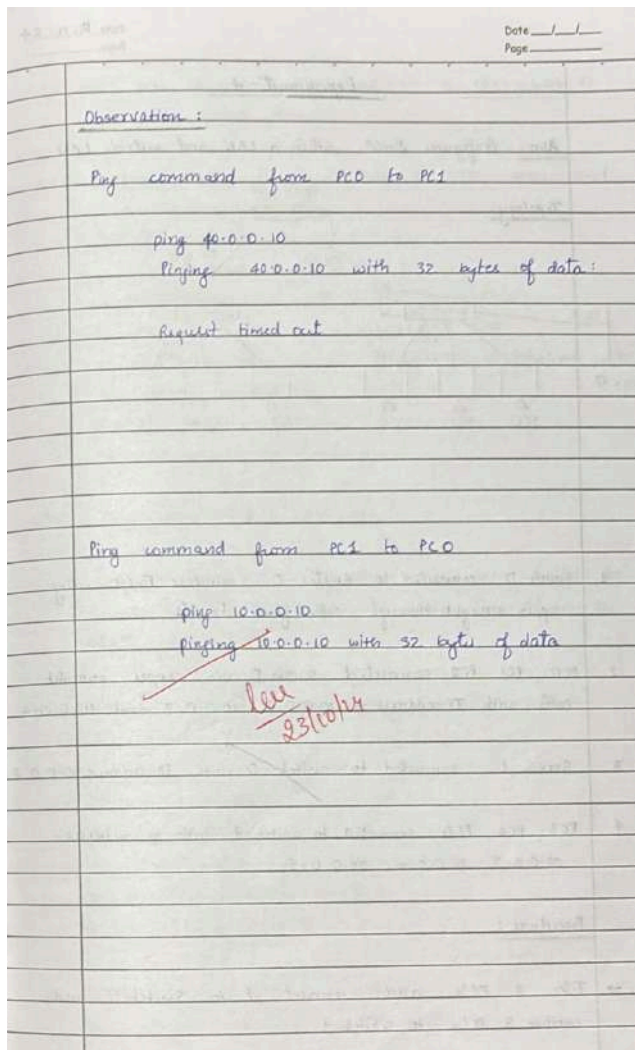 Date
Page
Observation :
Ping command from PC0 to PC1
ping 40.0.0.10
Pinging 40.0.0.10 with 32 bytes of data :
Request timed out
Ping command from PC1 to PC0
ping 10.0.0.10
pinging 10.0.0.10 with 32 bytes of data
23/10/24